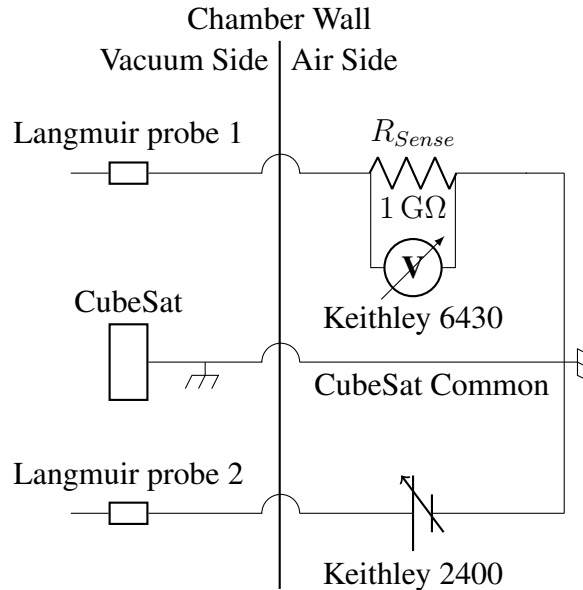 Chamber Wall
Vacuum Side Air Side
Langmuir probe 1
R_Sense
1 GΩ
V
Keithley 6430
CubeSat
CubeSat Common
Langmuir probe 2
Keithley 2400